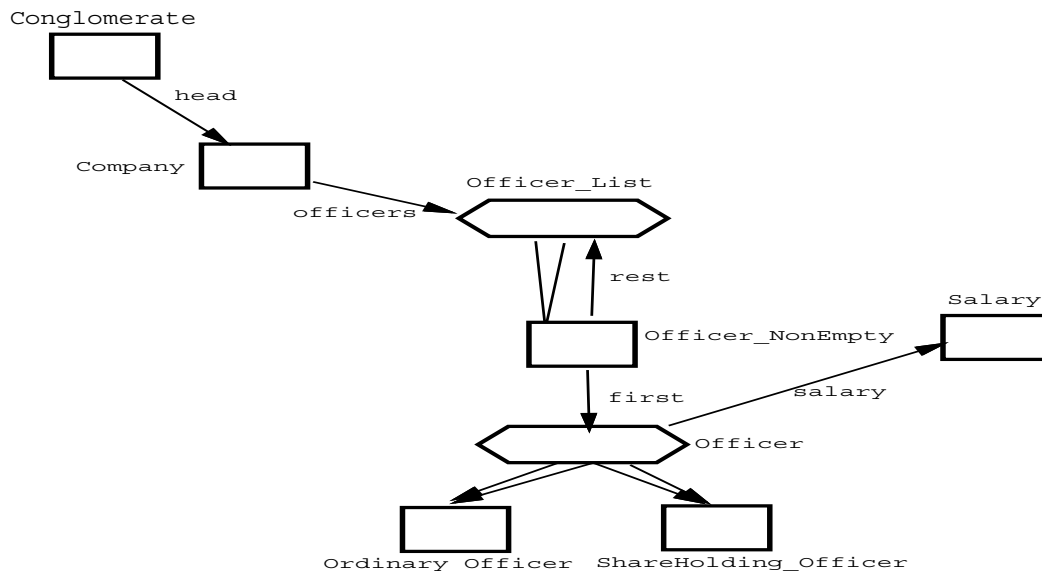 Conglomerate
head
Company
Officer_List
officers
rest
Salary
Officer_NonEmpty
salary
first
Officer
Ordinary Officer
ShareHolding_Officer